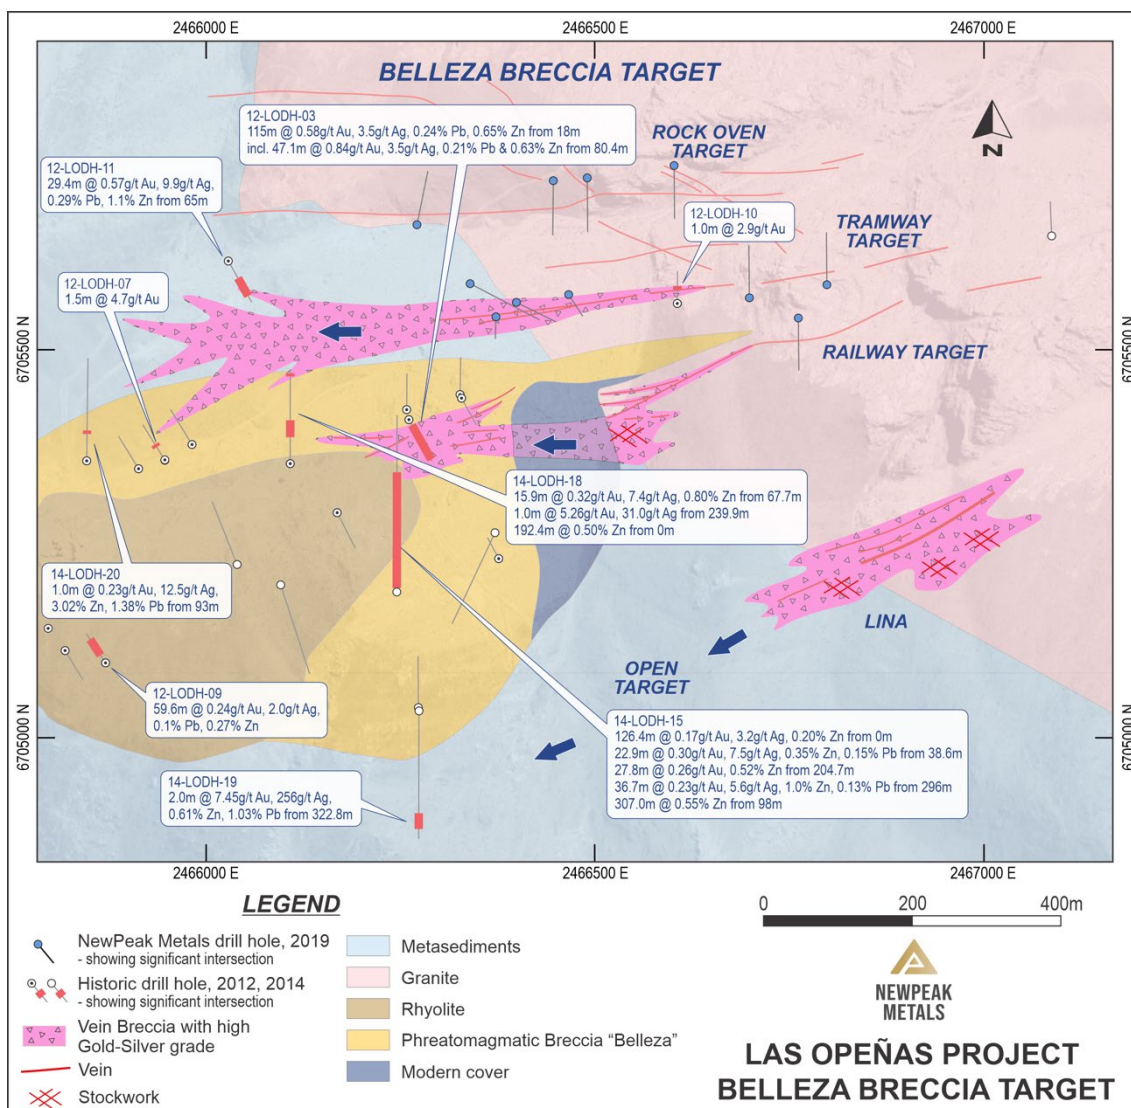 2466000 E
2466500 E
2467000 E
BELLEZA BRECCIA TARGET
12-LODH-03
115m @ 0.58g/t Au, 3.5g/t Ag, 0.24% Pb, 0.65% Zn from 18m
incl. 47.1m @ 0.84g/t Au, 3.5g/t Ag, 0.21% Pb & 0.63% Zn from 80.4m
ROCK OVEN
TARGET
N
12-LODH-11
29.4m @ 0.57g/t Au, 9.9g/t Ag,
0.29% Pb, 1.1% Zn from 65m
12-LODH-10
1.0m @ 2.9g/t Au
TRAMWAY
TARGET
12-LODH-07
1.5m @ 4.7g/t Au
6705500 N
6705500 N
RAILWAY TARGET
14-LODH-18
15.9m @ 0.32g/t Au, 7.4g/t Ag, 0.80% Zn from 67.7m
1.0m @ 5.26g/t Au, 31.0g/t Ag from 239.9m
192.4m @ 0.50% Zn from 0m
14-LODH-20
1.0m @ 0.23g/t Au, 12.5g/t Ag,
3.02% Zn, 1.38% Pb from 93m
LINA
OPEN
TARGET
12-LODH-09
59.6m @ 0.24g/t Au, 2.0g/t Ag,
0.1% Pb, 0.27% Zn
14-LODH-15
126.4m @ 0.17g/t Au, 3.2g/t Ag, 0.20% Zn from 0m
22.9m @ 0.30g/t Au, 7.5g/t Ag, 0.35% Zn, 0.15% Pb from 38.6m
27.8m @ 0.26g/t Au, 0.52% Zn from 204.7m
36.7m @ 0.23g/t Au, 5.6g/t Ag, 1.0% Zn, 0.13% Pb from 296m
307.0m @ 0.55% Zn from 98m
6705000 N
6705000 N
14-LODH-19
2.0m @ 7.45g/t Au, 256g/t Ag,
0.61% Zn, 1.03% Pb from 322.8m
2466000 E
2466500 E
2467000 E
LEGEND
NewPeak Metals drill hole, 2019
- showing significant intersection
Historic drill hole, 2012, 2014
- showing significant intersection
Vein Breccia with high
Gold-Silver grade
Vein
Stockwork
Metasediments
Granite
Rhyolite
Phreatomagmatic Breccia “Belleza”
Modern cover
0 200 400m
NEWPEAK
METALS
LAS OPEÑAS PROJECT
BELLEZA BRECCIA TARGET